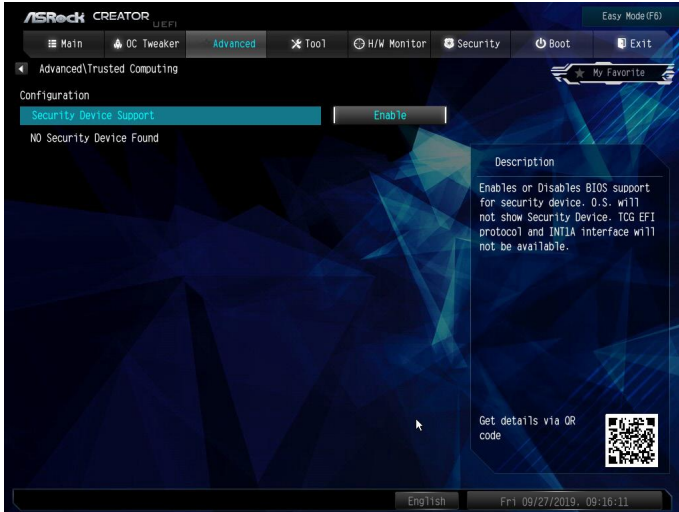 ASRock CREATOR UEFI
Easy Mode(F6)
Main OC Tweaker Advanced Tool H/W Monitor Security Boot Exit
Advanced\Trusted Computing
My Favorite
Configuration
Security Device Support Enable
NO Security Device Found
Description
Enables or Disables BIOS support
for security device. O.S. will
not show Security Device. TCG EFI
protocol and INT1A interface will
not be available.
Get details via QR
code
English Fri 09/27/2019, 09:16:11